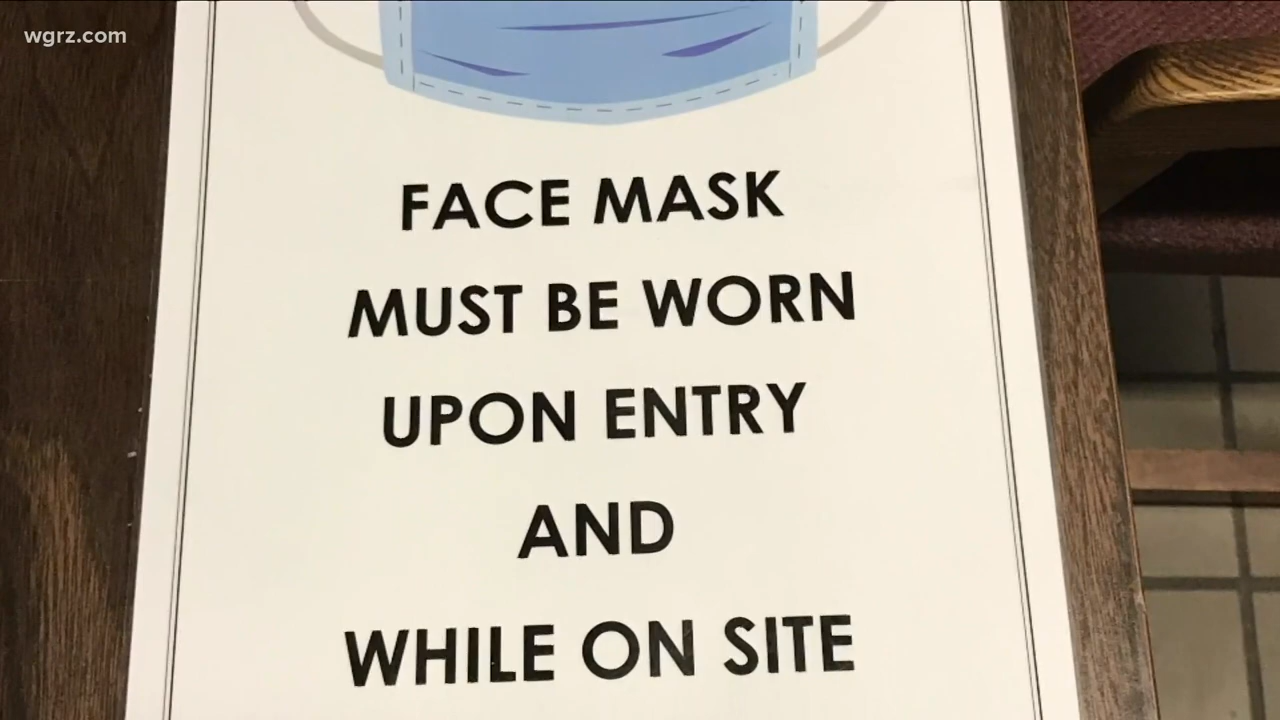 wgrz.com
FACE MASK
MUST BE WORN
UPON ENTRY
AND
WHILE ON SITE